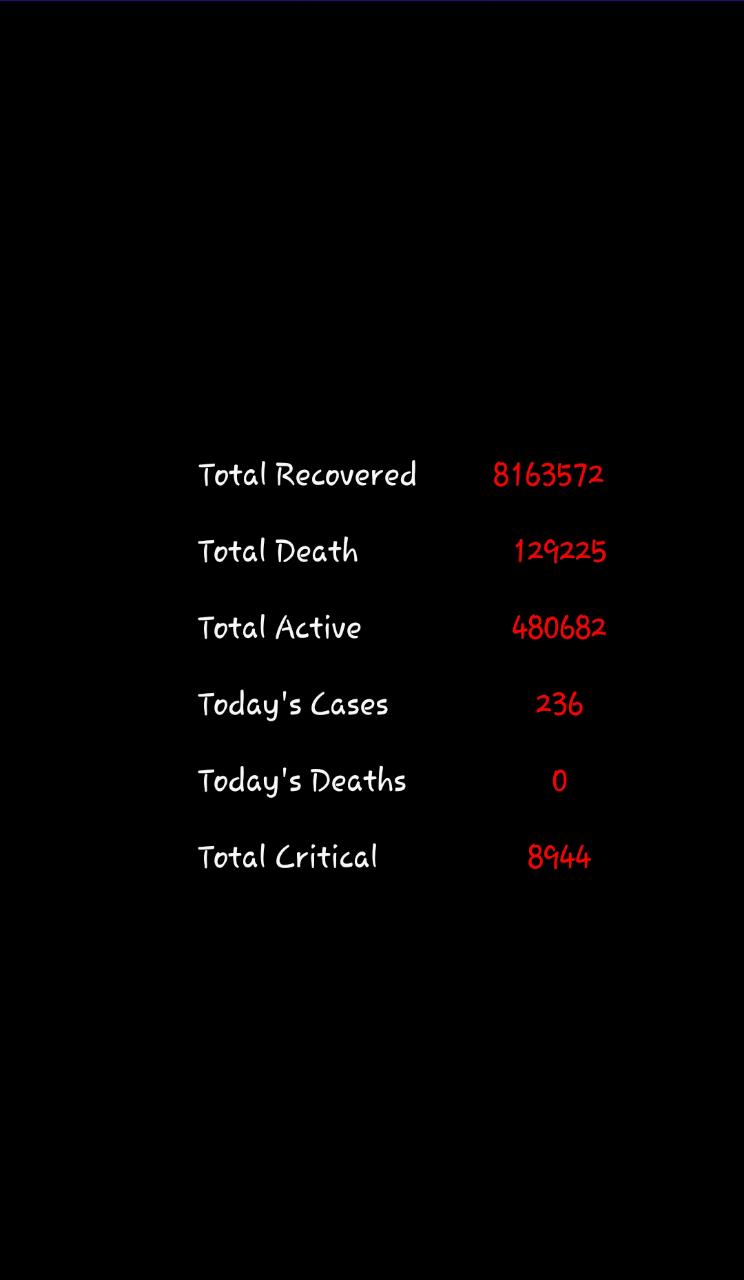 Total Recovered 8163572
Total Death 129225
Total Active 480682
Today's Cases 236
Today's Deaths 0
Total Critical 8944